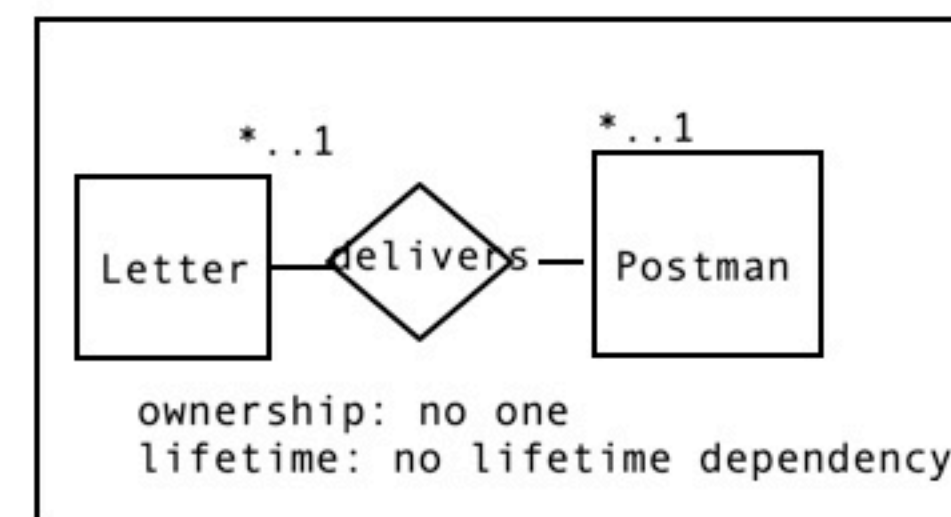 *..1
*..1
Letter
delivers
Postman
ownership: no one
lifetime: no lifetime dependency